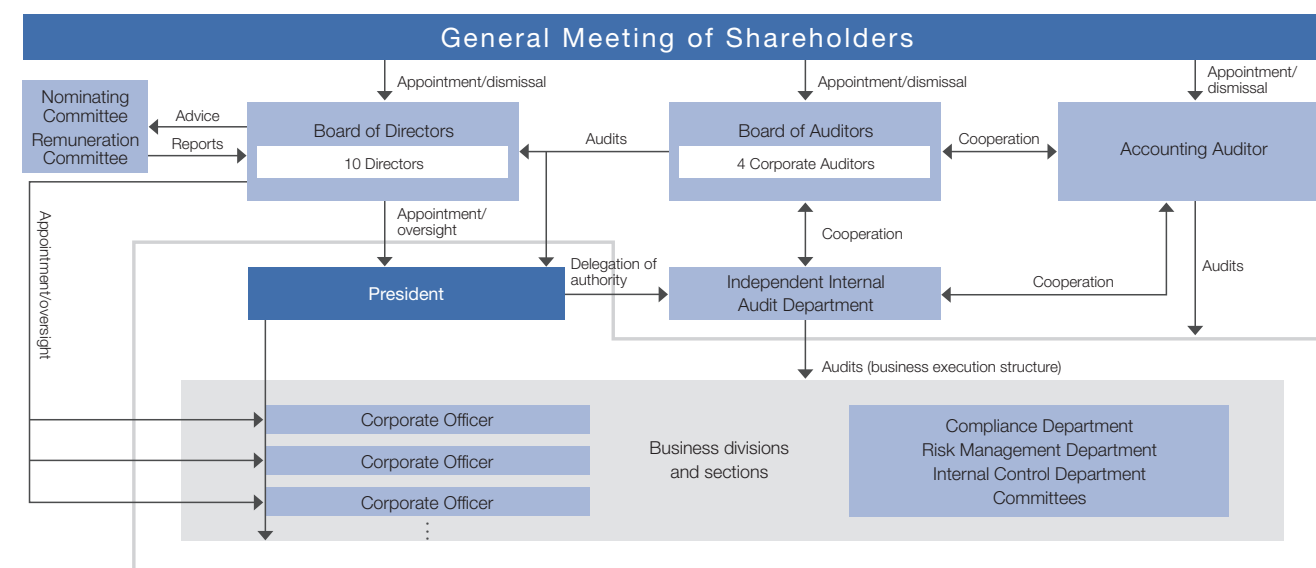 General Meeting of Shareholders
Appointment/dismissal
Appointment/dismissal
Appointment/
dismissal
Nominating
Committee
Remuneration
Committee
Advice
Reports
Board of Directors
10 Directors
Audits
Board of Auditors
4 Corporate Auditors
Cooperation
Accounting Auditor
Appointment/oversight
Appointment/
oversight
Cooperation
Audits
President
Delegation of
authority
Independent Internal
Audit Department
Cooperation
Audits (business execution structure)
Corporate Officer
Corporate Officer
Corporate Officer
Business divisions
and sections
Compliance Department
Risk Management Department
Internal Control Department
Committees